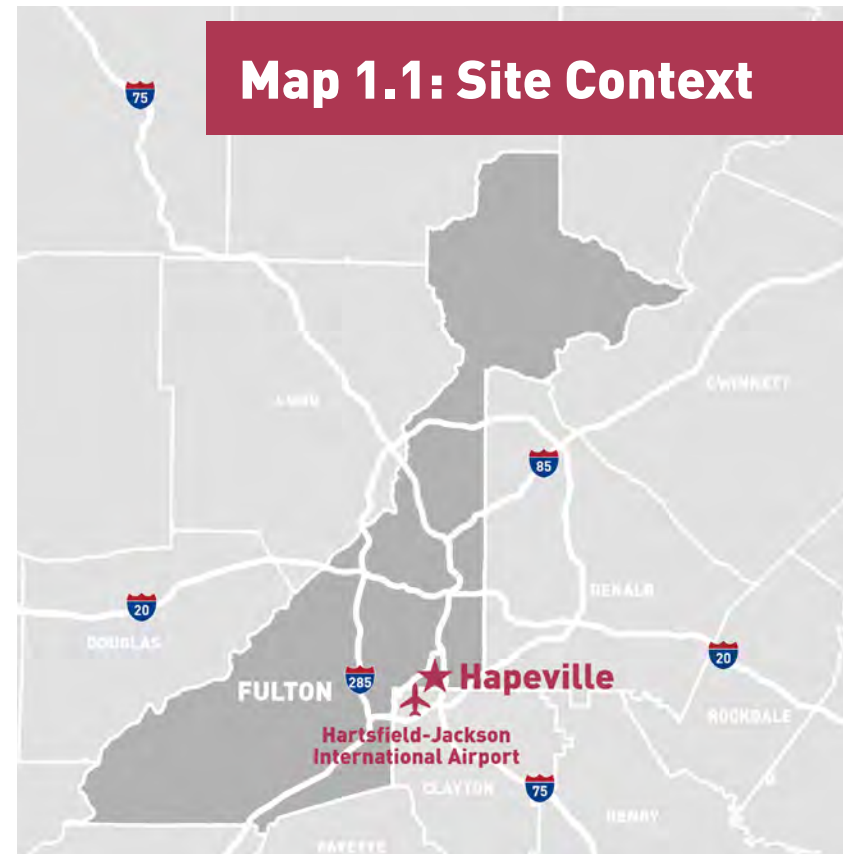 Map 1.1: Site Context
75
GWINNETT
85
20
DOUGLAS
DEKALB
20
FULTON
285
Hapeville
ROCKDALE
Hartsfield-Jackson
International Airport
CLAYTON
75
HENRY
FAYETTE